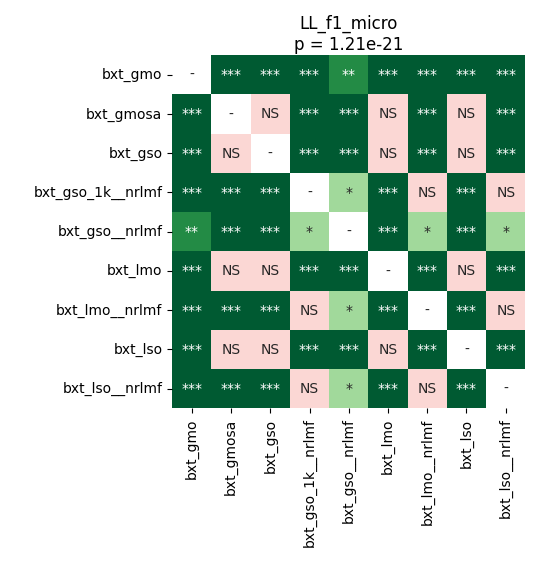 LL_f1_micro
p = 1.21e-21
bxt_gmo - *** *** *** ** *** *** *** ***
bxt_gmosa *** - NS *** *** NS *** NS ***
bxt_gso *** NS - *** *** NS *** NS ***
bxt_gso_1k__nrlmf *** *** *** - * *** NS *** NS
bxt_gso__nrlmf ** *** *** * - *** * *** *
bxt_lmo *** NS NS *** *** - *** NS ***
bxt_lmo__nrlmf *** *** *** NS * *** - *** NS
bxt_lso *** NS NS *** *** NS *** - ***
bxt_lso__nrlmf *** *** *** NS * *** NS *** -
bxt_gmo
bxt_gmosa
bxt_gso
bxt_gso_1k__nrlmf
bxt_gso__nrlmf
bxt_lmo
bxt_lmo__nrlmf
bxt_lso
bxt_lso__nrlmf